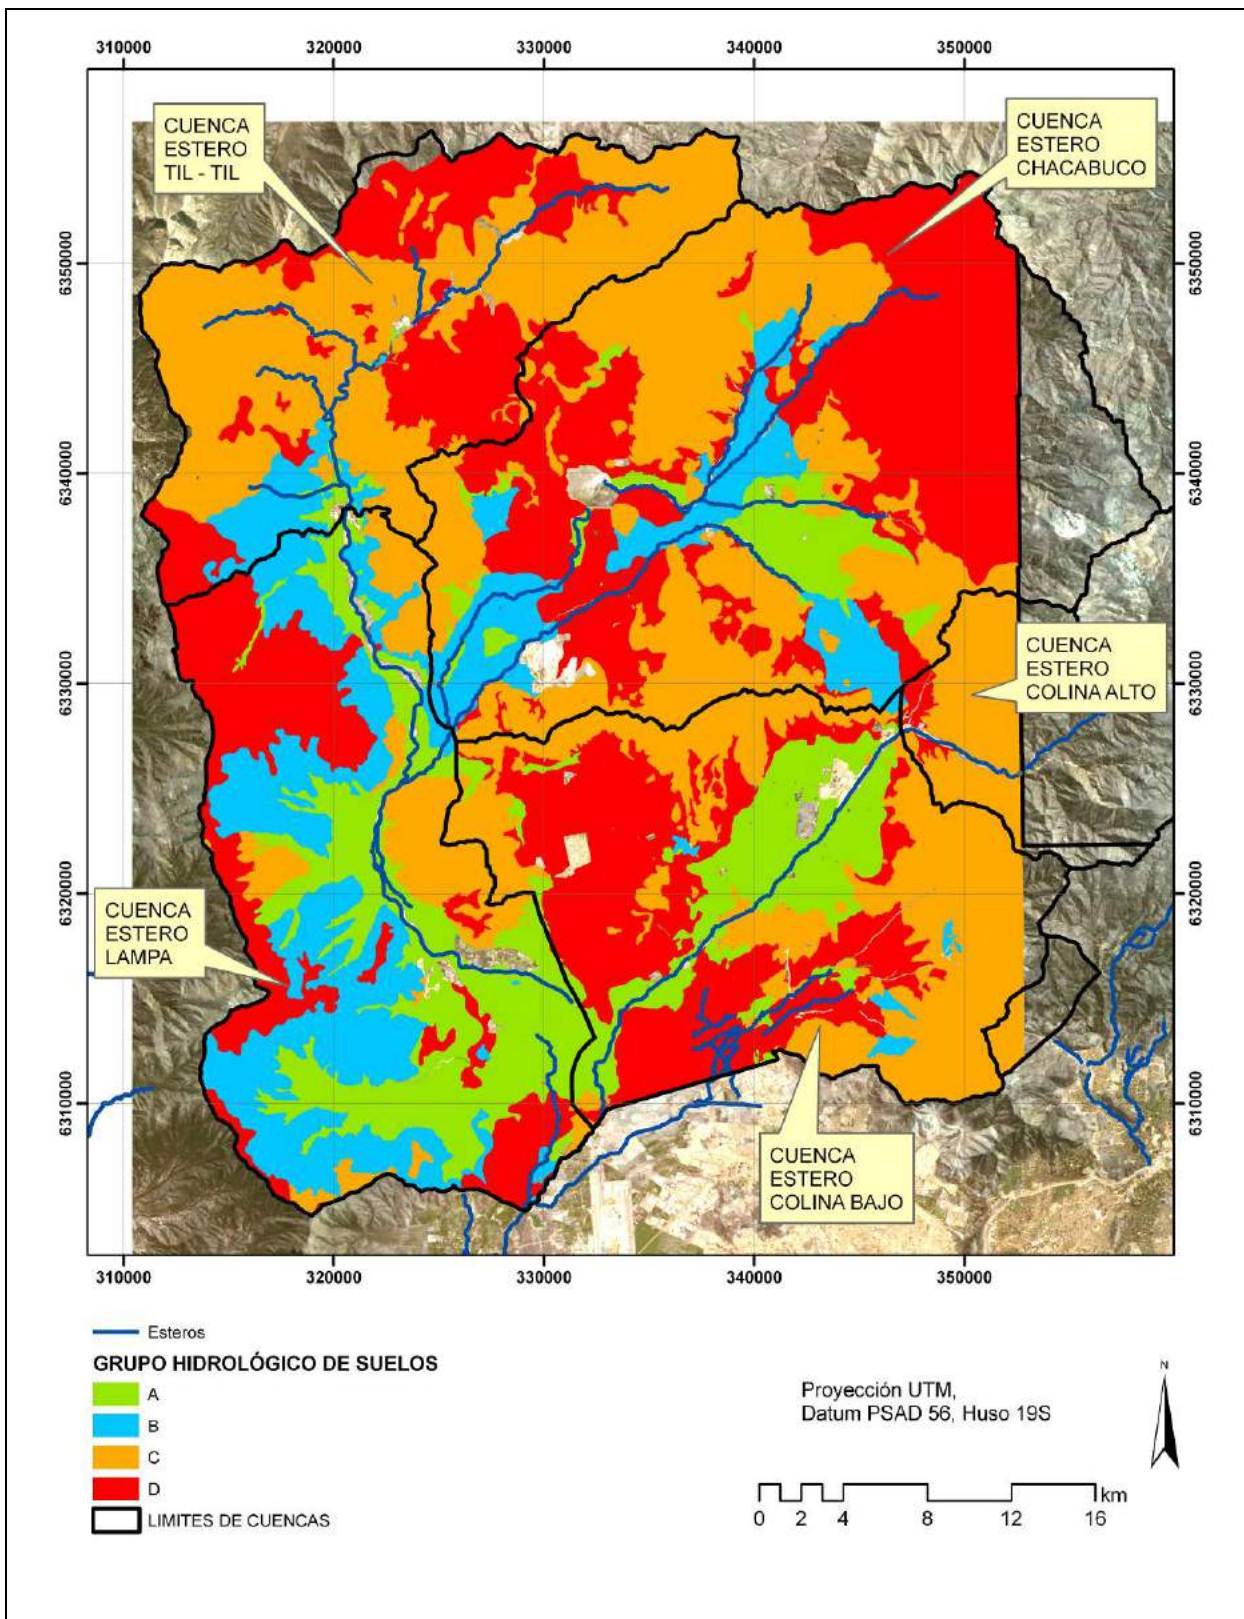 310000
320000
330000
340000
350000
CUENCA
ESTERO
TIL - TIL
CUENCA
ESTERO
CHACABUCO
6350000
6350000
6340000
6340000
CUENCA
ESTERO
COLINA ALTO
6330000
6330000
6320000
6320000
CUENCA
ESTERO
LAMPA
6310000
6310000
CUENCA
ESTERO
COLINA BAJO
310000
320000
330000
340000
350000
Esteros
GRUPO HIDROLÓGICO DE SUELOS
A
B
C
D
LIMITES DE CUENCAS
Proyección UTM,
Datum PSAD 56, Huso 19S
N
km
0 2 4 8 12 16